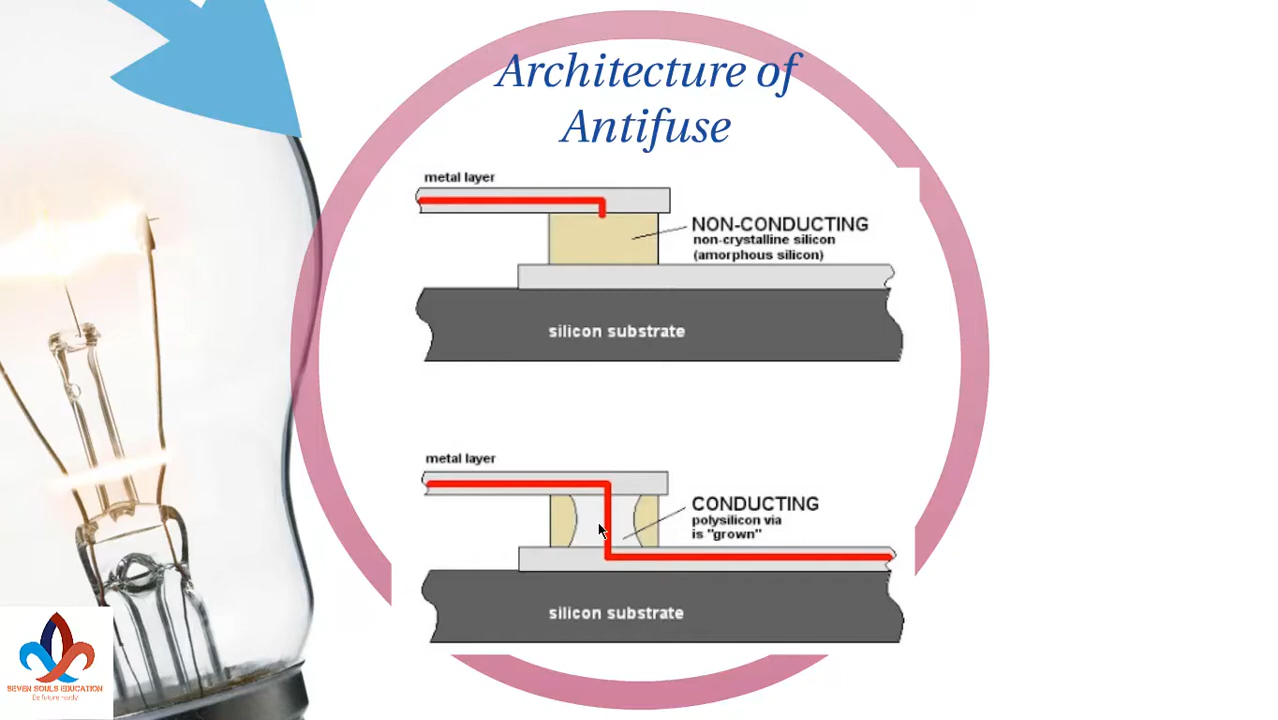 Architecture of
Antifuse
metal layer
NON-CONDUCTING
non-crystalline silicon
(amorphous silicon)
silicon substrate
metal layer
CONDUCTING
polysilicon via
is "grown"
silicon substrate
SEVEN SOULS EDUCATION